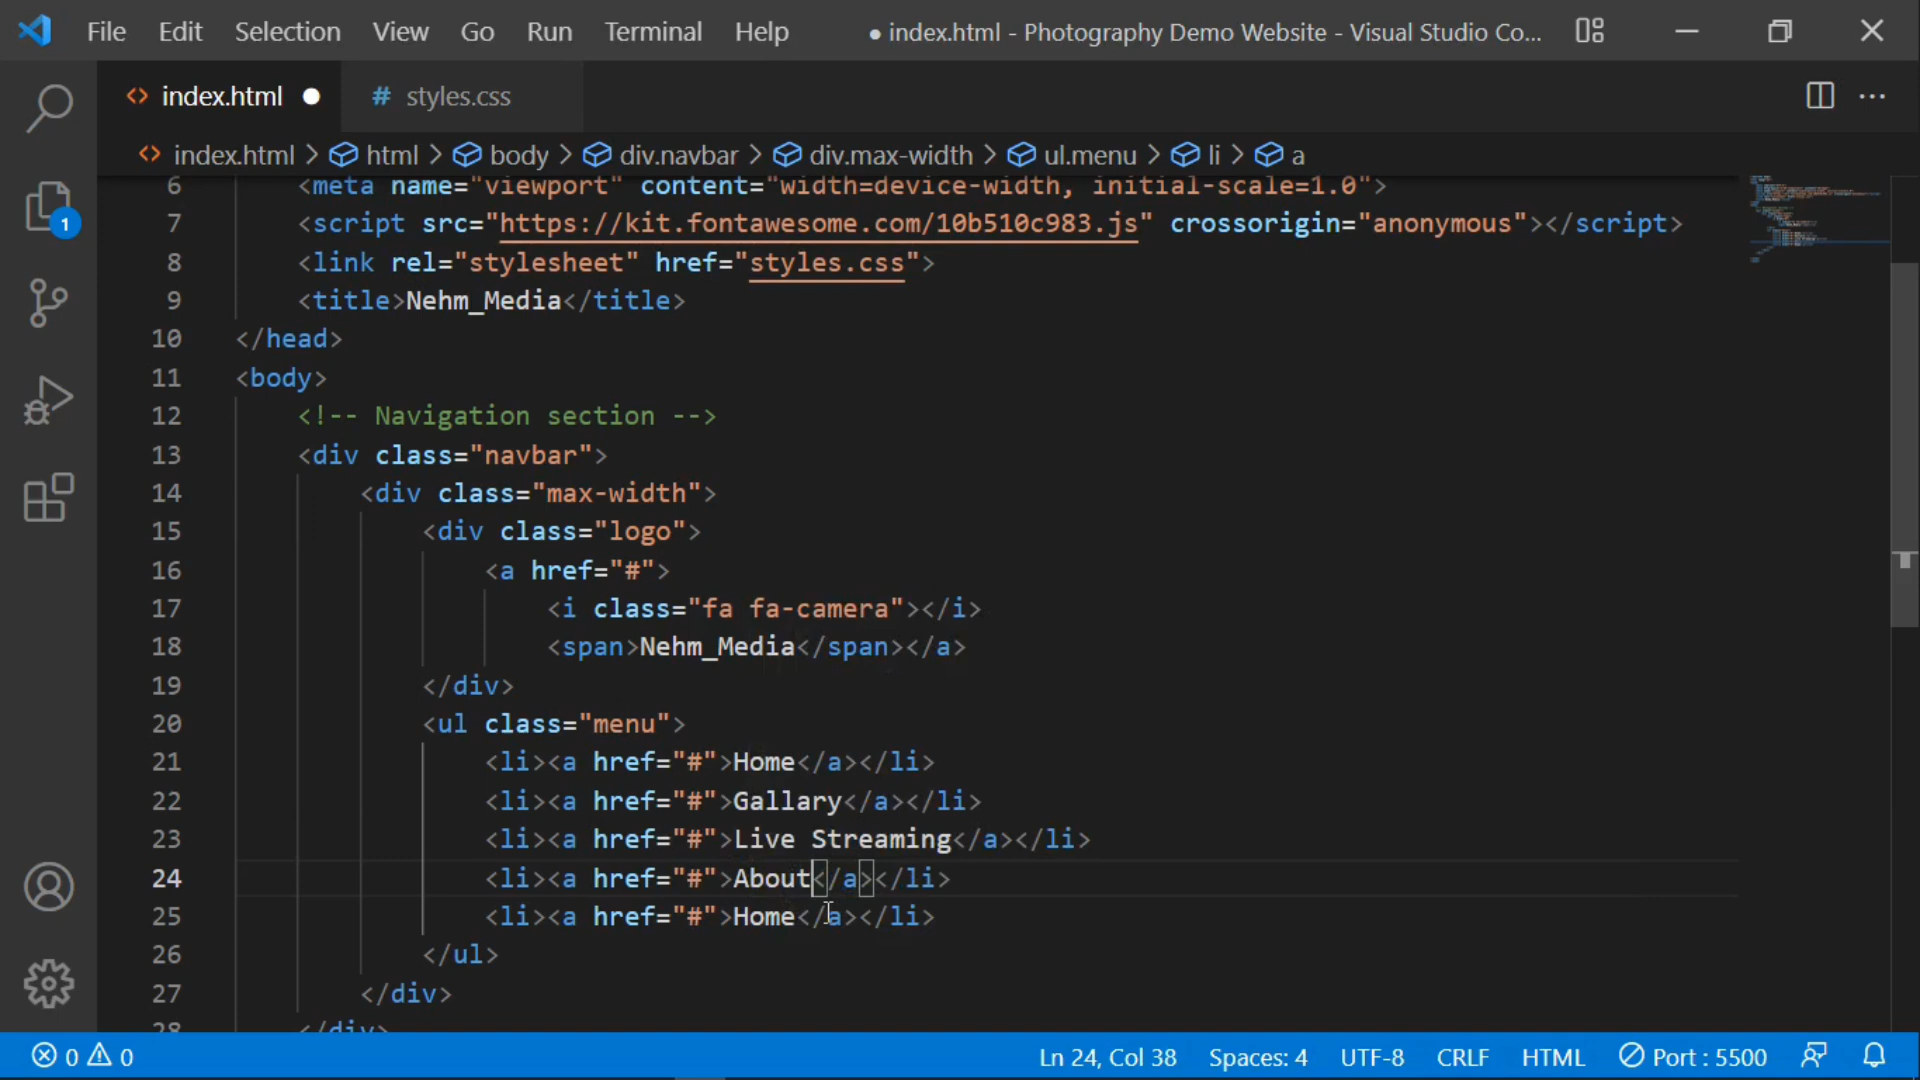 File Edit Selection View Go Run Terminal Help ● index.html - Photography Demo Website - Visual Studio Co...
index.html ● # styles.css
index.html > html > body > div.navbar > div.max-width > ul.menu > li > a
6 <meta name="viewport" content="width=device-width, initial-scale=1.0">
7 <script src="https://kit.fontawesome.com/10b510c983.js" crossorigin="anonymous"></script>
8 <link rel="stylesheet" href="styles.css">
9 <title>Nehm_Media</title>
10 </head>
11 <body>
12 <!-- Navigation section -->
13 <div class="navbar">
14 <div class="max-width">
15 <div class="logo">
16 <a href="#">
17 <i class="fa fa-camera"></i>
18 <span>Nehm_Media</span></a>
19 </div>
20 <ul class="menu">
21 <li><a href="#">Home</a></li>
22 <li><a href="#">Gallary</a></li>
23 <li><a href="#">Live Streaming</a></li>
24 <li><a href="#">About</a></li>
25 <li><a href="#">Home</a></li>
26 </ul>
27 </div>
28 </div>
1
0 0 Ln 24, Col 38 Spaces: 4 UTF-8 CRLF HTML Port : 5500